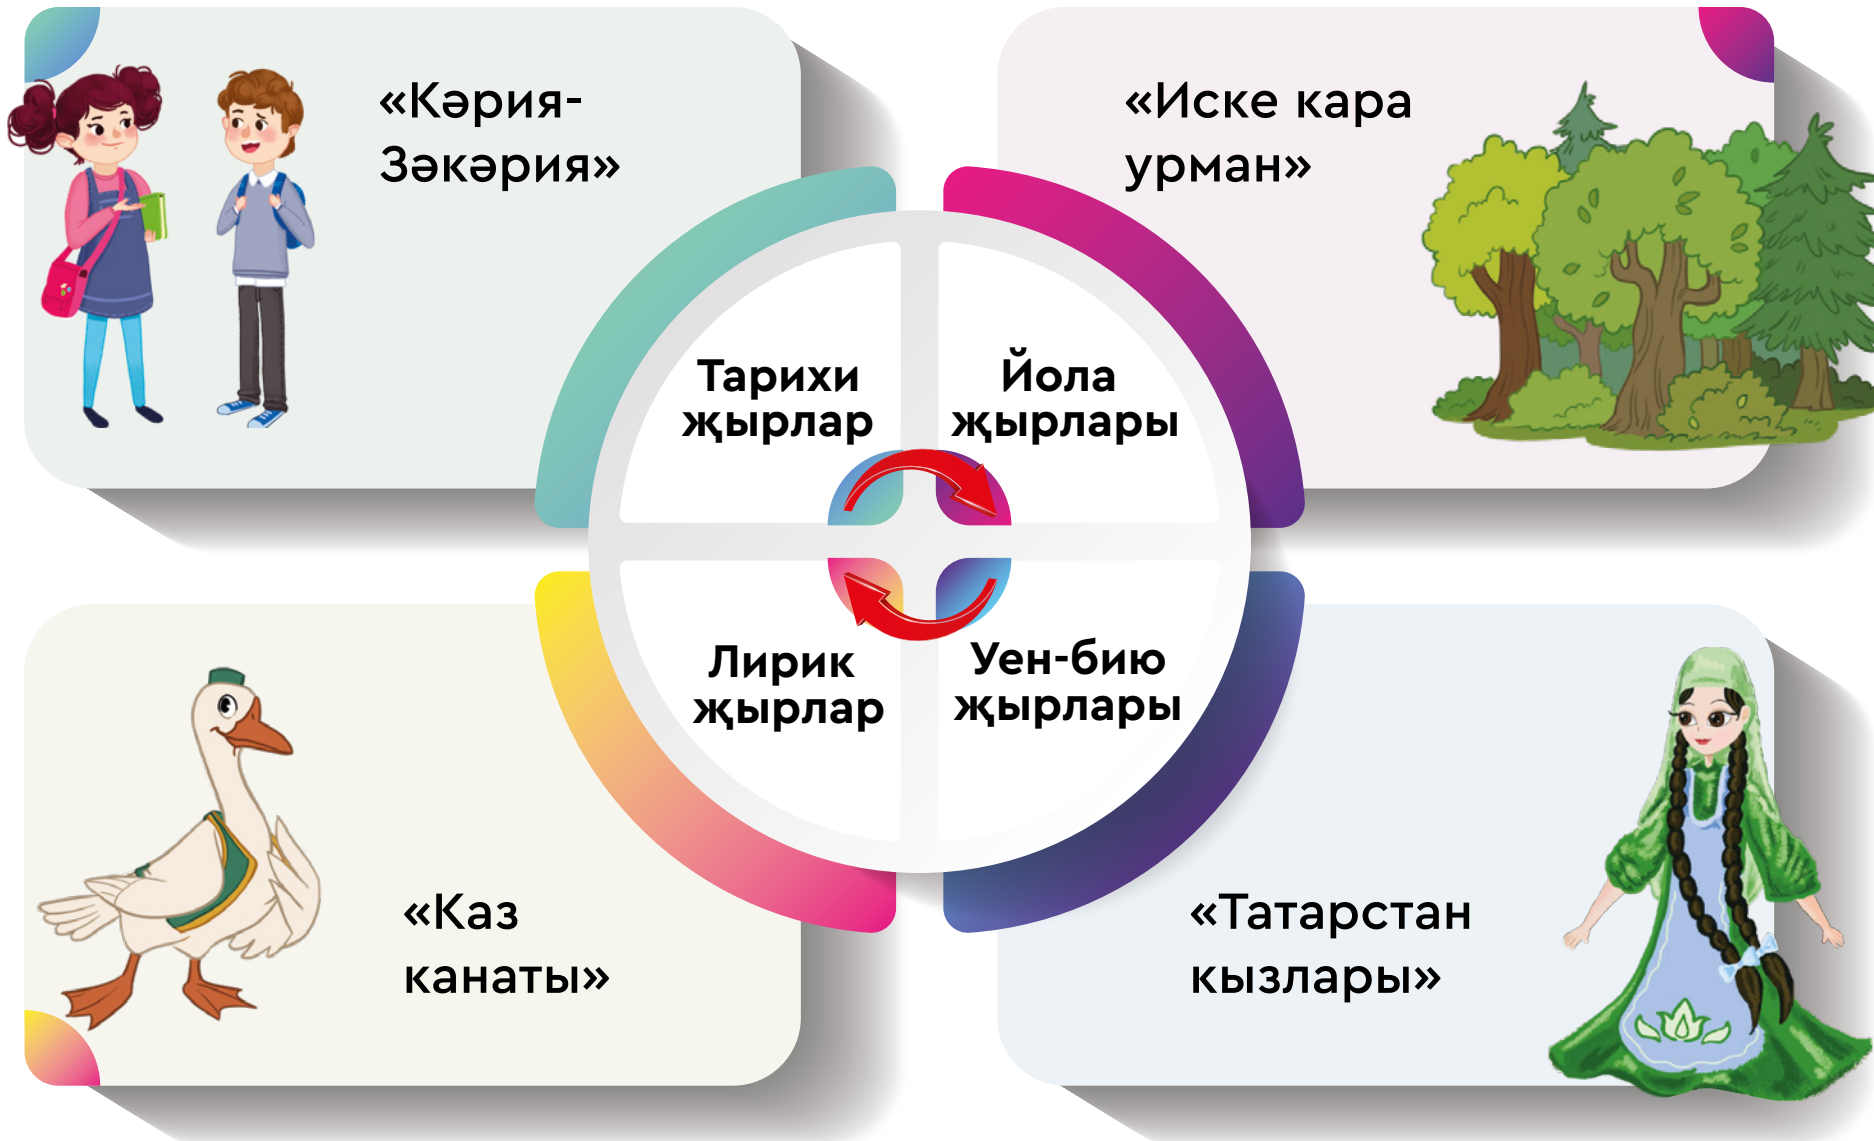 «Кәрия-
Зәкәрия»
«Иске кара
урман»
Тарихи
җырлар
Йола
җырлары
Лирик
җырлар
Уен-бию
җырлары
«Каз
канаты»
«Татарстан
кызлары»